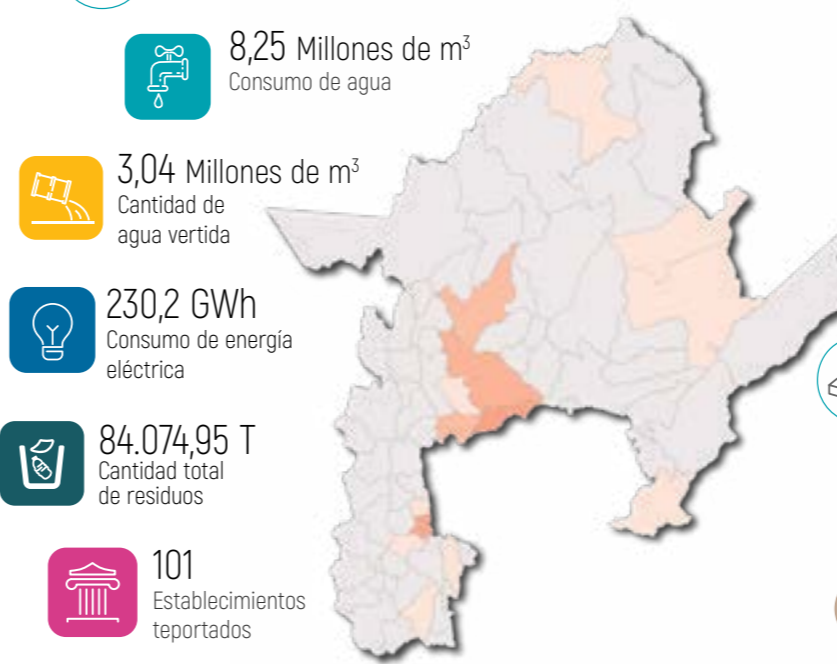 8,25 Millones de m³
Consumo de agua
3,04 Millones de m³
Cantidad de
agua vertida
230,2 GWh
Consumo de energía
eléctrica
84.074,95 T
Cantidad total
de residuos
101
Establecimientos
teportados